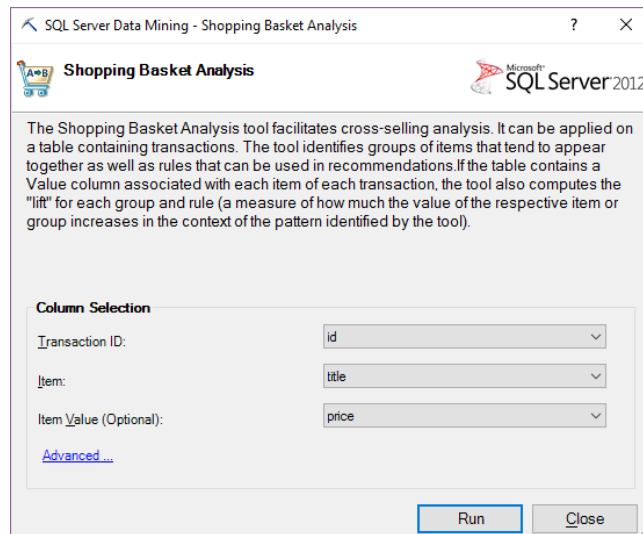 SQL Server Data Mining - Shopping Basket Analysis
?
A B
Shopping Basket Analysis
Microsoft®
SQL Server® 2012
The Shopping Basket Analysis tool facilitates cross-selling analysis. It can be applied on
a table containing transactions. The tool identifies groups of items that tend to appear
together as well as rules that can be used in recommendations.If the table contains a
Value column associated with each item of each transaction, the tool also computes the
"lift" for each group and rule (a measure of how much the value of the respective item or
group increases in the context of the pattern identified by the tool).
Column Selection
Transaction ID:
id
Item:
title
Item Value (Optional):
price
Advanced ...
Run
Close